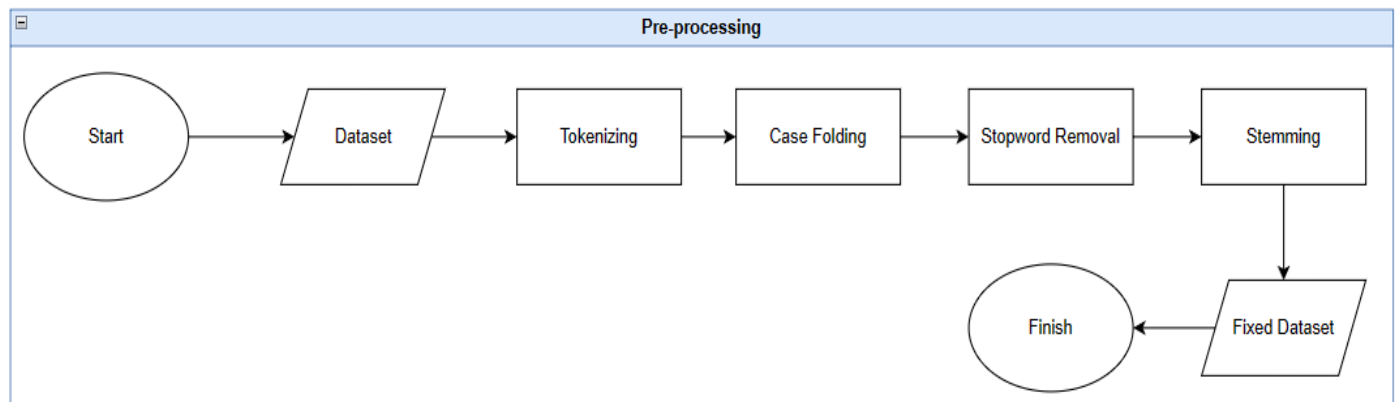 Pre-processing
Start
Dataset
Tokenizing
Case Folding
Stopword Removal
Stemming
Fixed Dataset
Finish